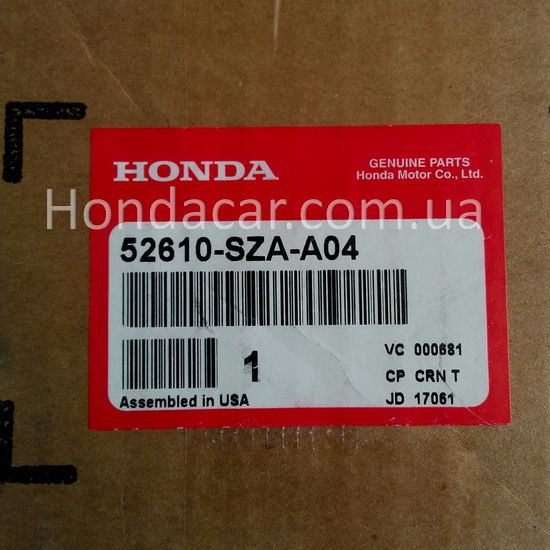 HONDA
GENUINE PARTS
Honda Motor Co., Ltd.
Hondacar.com.ua
52610-SZA-A04
1
VC 000681
CP CRN T
Assembled in USA
JD 17061